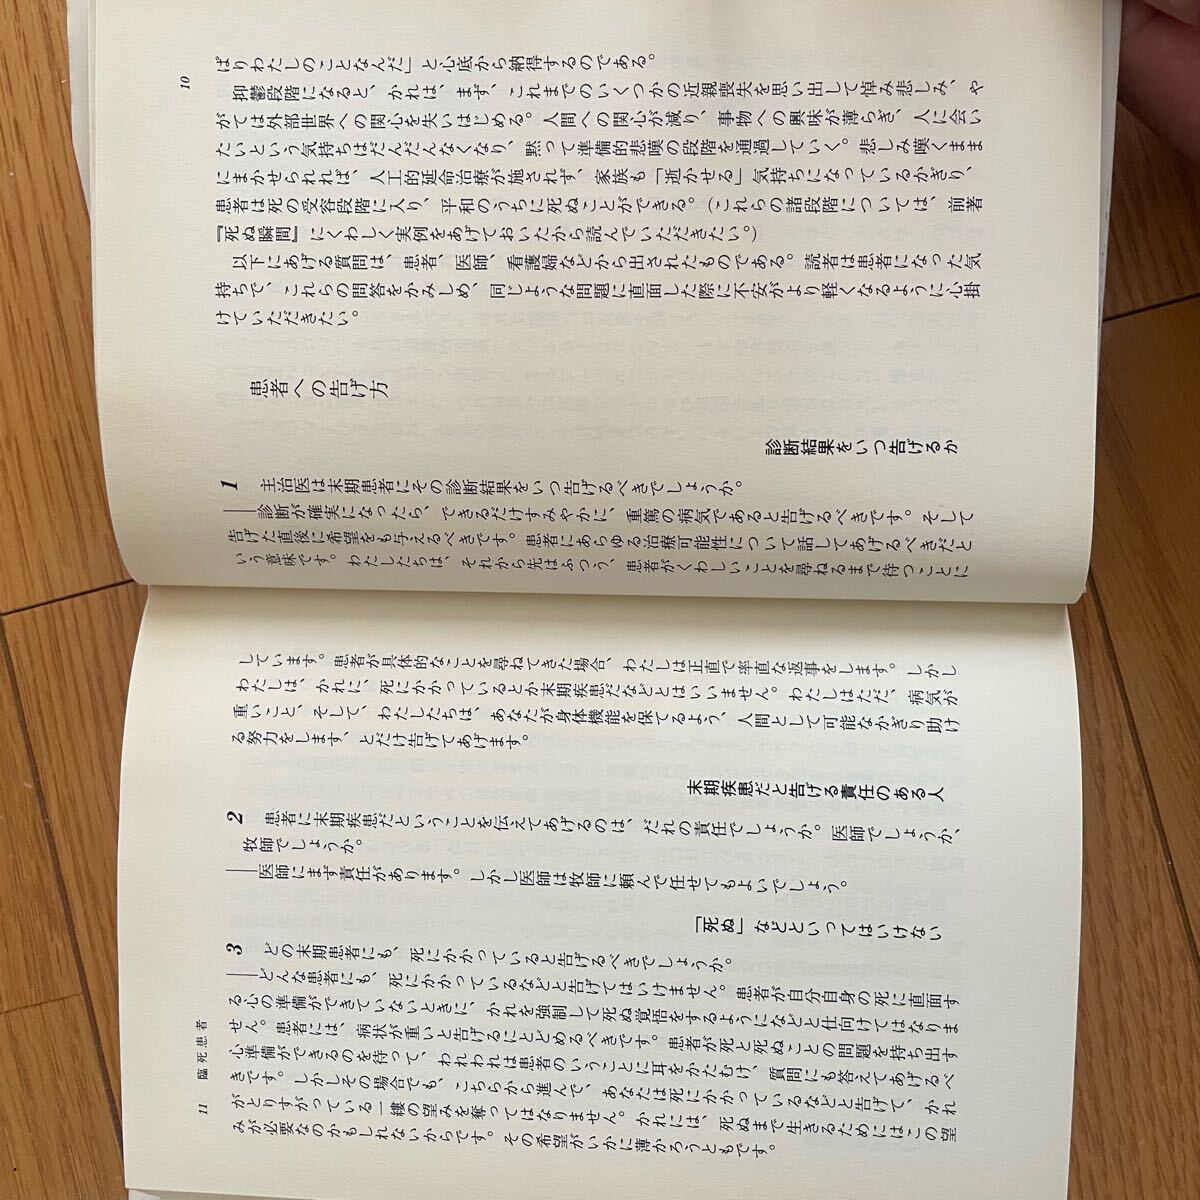 ぱりわたしのことなんだ」と心底から納得するのである。
抑鬱段階になると、かれは、まず、これまでのいくつかの近親喪失を思い出して悼み悲しみ、や
がては外部世界への関心を失いはじめる。人間への関心が減り、事物への興味が薄らぎ、人に会い
たいという気持ちはだんだんなくなり、黙って準備的悲嘆の段階を通過していく。悲しみ嘆くまま
にまかせられれば、人工的延命治療が施されず、家族も「逝かせる」気持ちになっているかぎり、
患者は死の受容段階に入り、平和のうちに死ぬことができる。(これらの諸段階については、前著
『死ぬ瞬間』にくわしく実例をあげておいたから読んでいただきたい。)
以下にあげる質問は、患者、医師、看護婦などから出されたものである。読者は患者になった気
持ちで、これらの問答をかみしめ、同じような問題に直面した際に不安がより軽くなるように心掛
けていただきたい。
患者への告げ方
診断結果をいつ告げるか
1 主治医は末期患者にその診断結果をいつ告げるべきでしょうか。
──診断が確実になったら、できるだけすみやかに、重篤の病気であると告げるべきです。そして
告げた直後に希望をも与えるべきです。患者にあらゆる治療可能性について話してあげるべきだと
いう意味です。わたしたちは、それから先はふつう、患者がくわしいことを尋ねるまで待つことに
10
しています。患者が具体的なことを尋ねてきた場合、わたしは正直で率直な返事をします。しかし
わたしは、かれに、死にかかっているとか末期疾患だなどとはいいません。わたしはただ、病気が
重いこと、そして、わたしたちは、あなたが身体機能を保てるよう、人間として可能なかぎり助け
る努力をします、とだけ告げてあげます。
末期疾患だと告げる責任のある人
2 患者に末期疾患だということを伝えてあげるのは、だれの責任でしょうか。医師でしょうか、
牧師でしょうか。
──医師にまず責任があります。しかし医師は牧師に頼んで任せてもよいでしょう。
「死ぬ」などといってはいけない
3 どの末期患者にも、死にかかっていると告げるべきでしょうか。
──どんな患者にも、死にかかっているなどと告げてはいけません。患者が自分自身の死に直面す
る心の準備ができていないときに、かれを強制して死ぬ覚悟をするようになどと仕向けてはなりま
せん。患者には、病状が重いと告げるにとどめるべきです。患者が死と死ぬことの問題を持ち出す
心準備ができるのを待って、われわれは患者のいうことに耳をかたむけ、質問にも答えてあげるべ
きです。しかしその場合でも、こちらから進んで、あなたは死にかかっているなどと告げて、かれ
がとりすがっている一縷の望みを奪ってはなりません。かれには、死ぬまで生きるためにはこの望
みが必要なのかもしれないからです。その希望がいかに薄かろうともです。
11 臨死患者